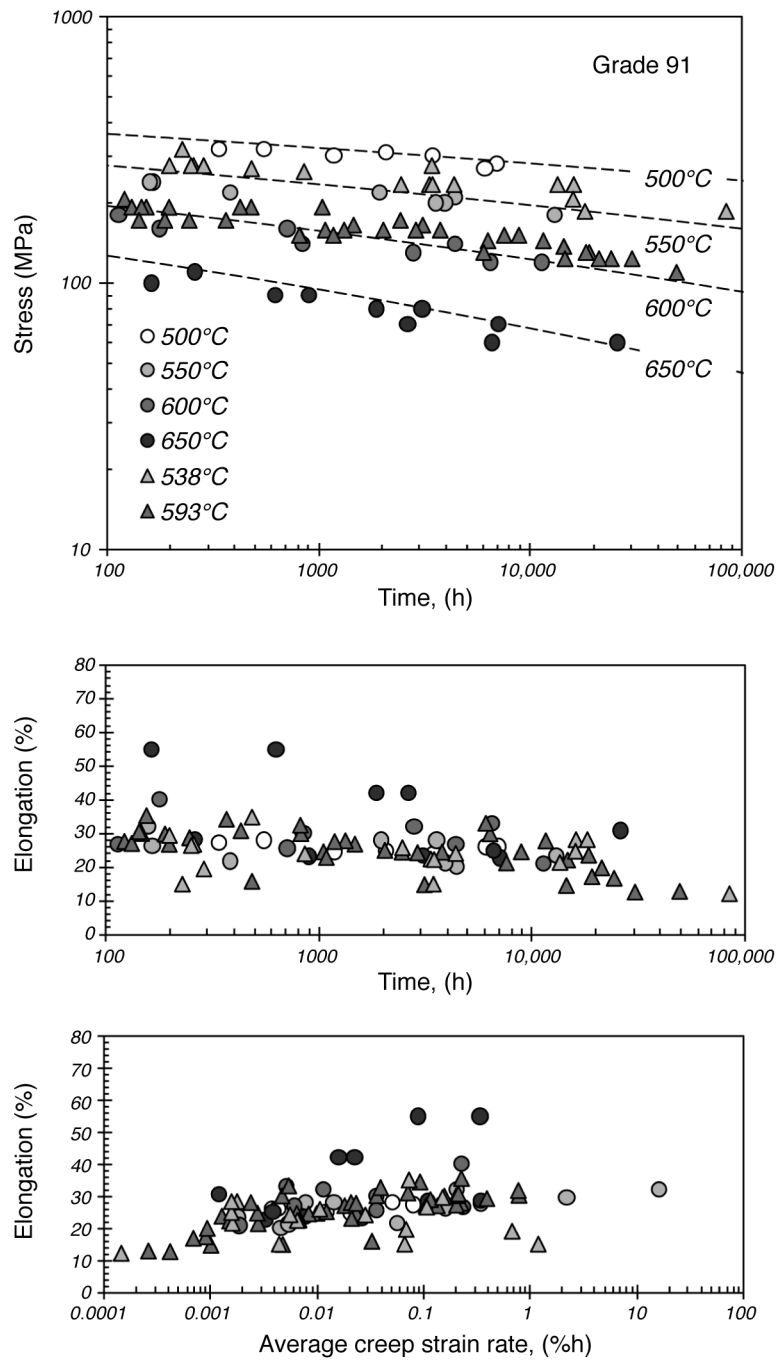 1000
Grade 91
500°C
550°C
Stress (MPa)
100
600°C
500°C
650°C
550°C
600°C
650°C
538°C
593°C
10
100
1000
10,000
100,000
Time, (h)
80
70
60
50
Elongation (%)
40
30
20
10
0
100
1000
10,000
100,000
Time, (h)
80
70
60
50
Elongation (%)
40
30
20
10
0
0.0001
0.001
0.01
0.1
1
10
100
Average creep strain rate, (%h)